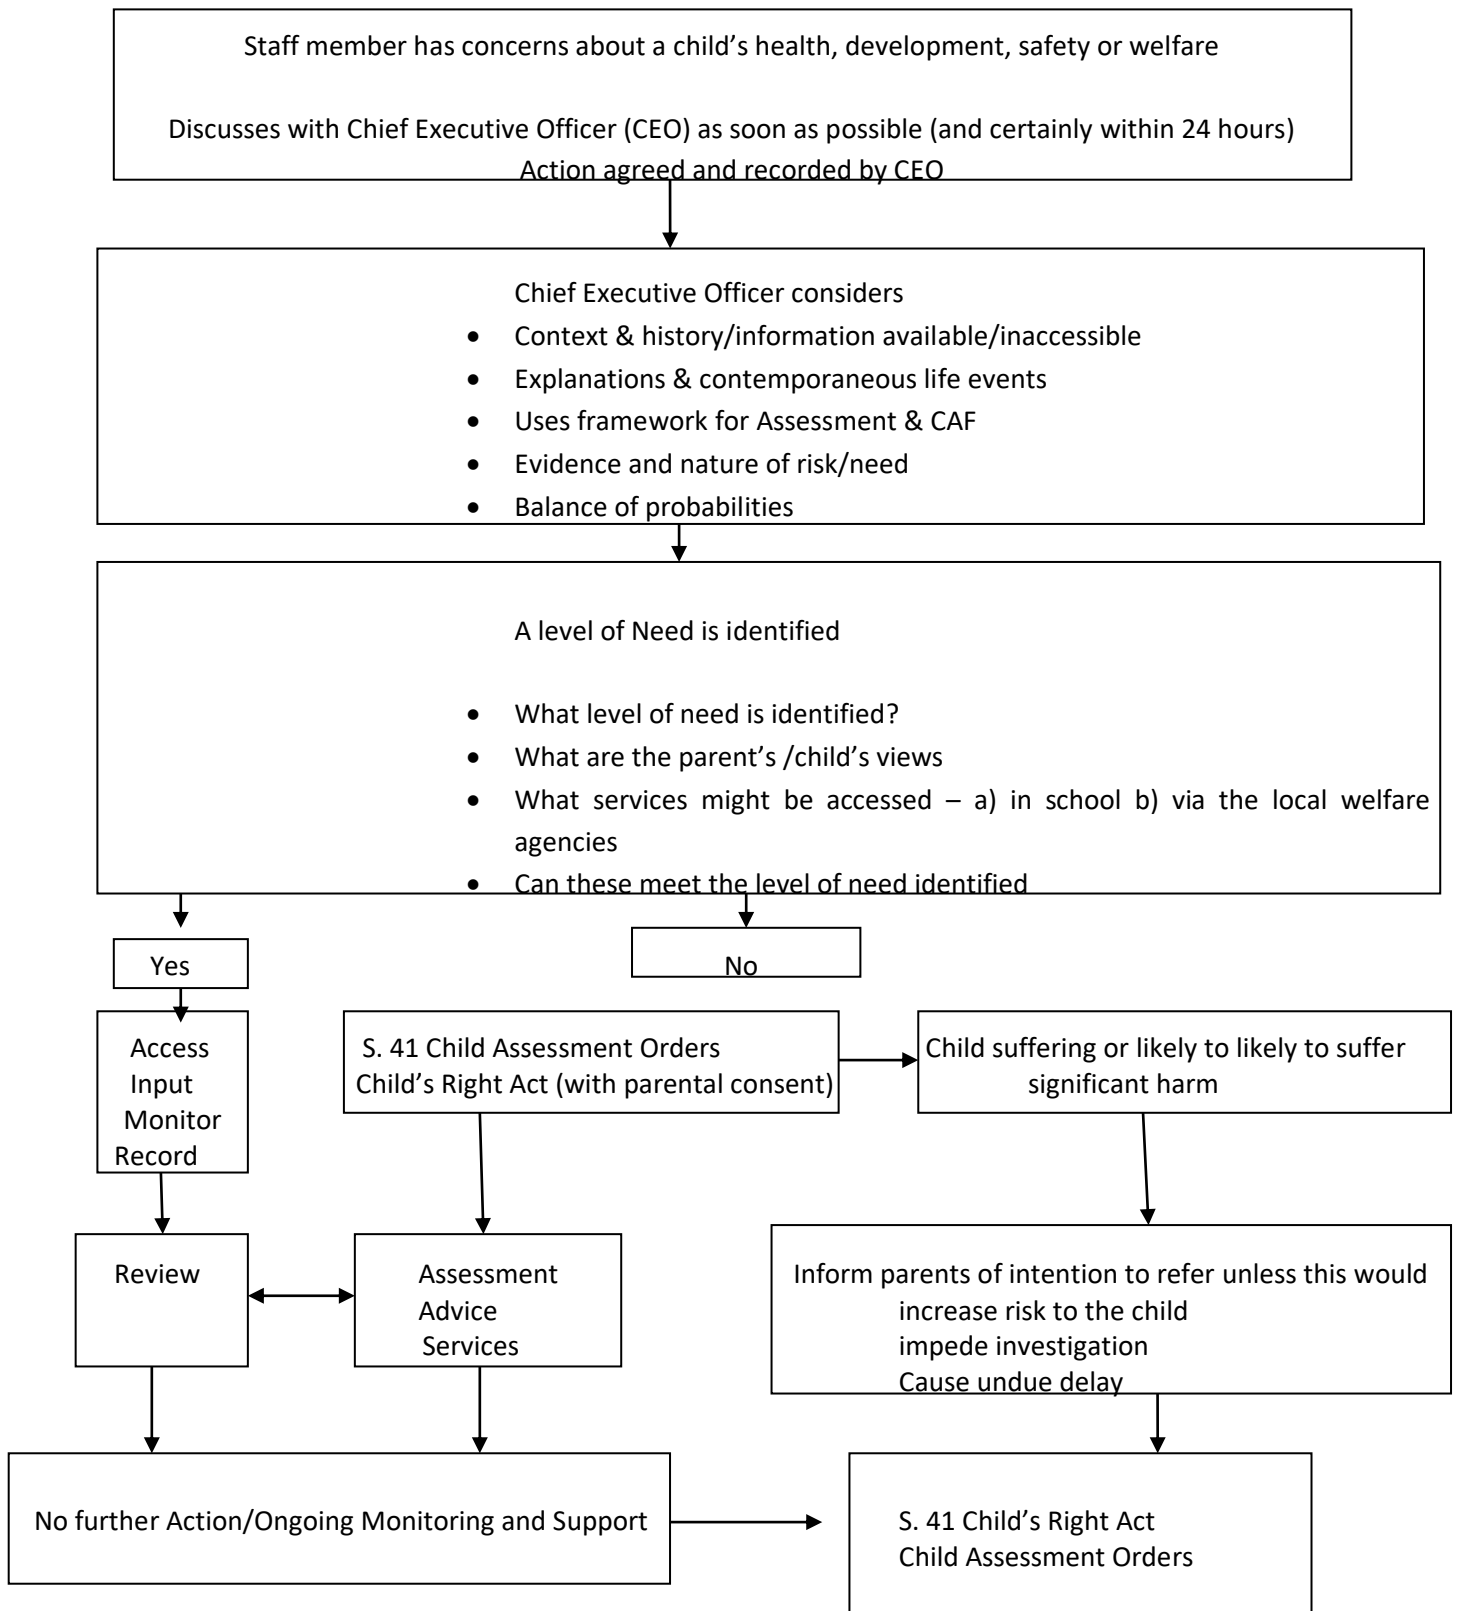 Staff member has concerns about a child’s health, development, safety or welfare
Discusses with Chief Executive Officer (CEO) as soon as possible (and certainly within 24 hours)
Action agreed and recorded by CEO
Chief Executive Officer considers
• Context & history/information available/inaccessible
• Explanations & contemporaneous life events
• Uses framework for Assessment & CAF
• Evidence and nature of risk/need
• Balance of probabilities
A level of Need is identified
• What level of need is identified?
• What are the parent’s /child’s views
• What services might be accessed – a) in school b) via the local welfare
agencies
• Can these meet the level of need identified
Yes
No
Access
Input
Monitor
Record
S. 41 Child Assessment Orders
Child’s Right Act (with parental consent)
Child suffering or likely to likely to suffer
significant harm
Review
Assessment
Advice
Services
Inform parents of intention to refer unless this would
increase risk to the child
impede investigation
Cause undue delay
No further Action/Ongoing Monitoring and Support
S. 41 Child’s Right Act
Child Assessment Orders